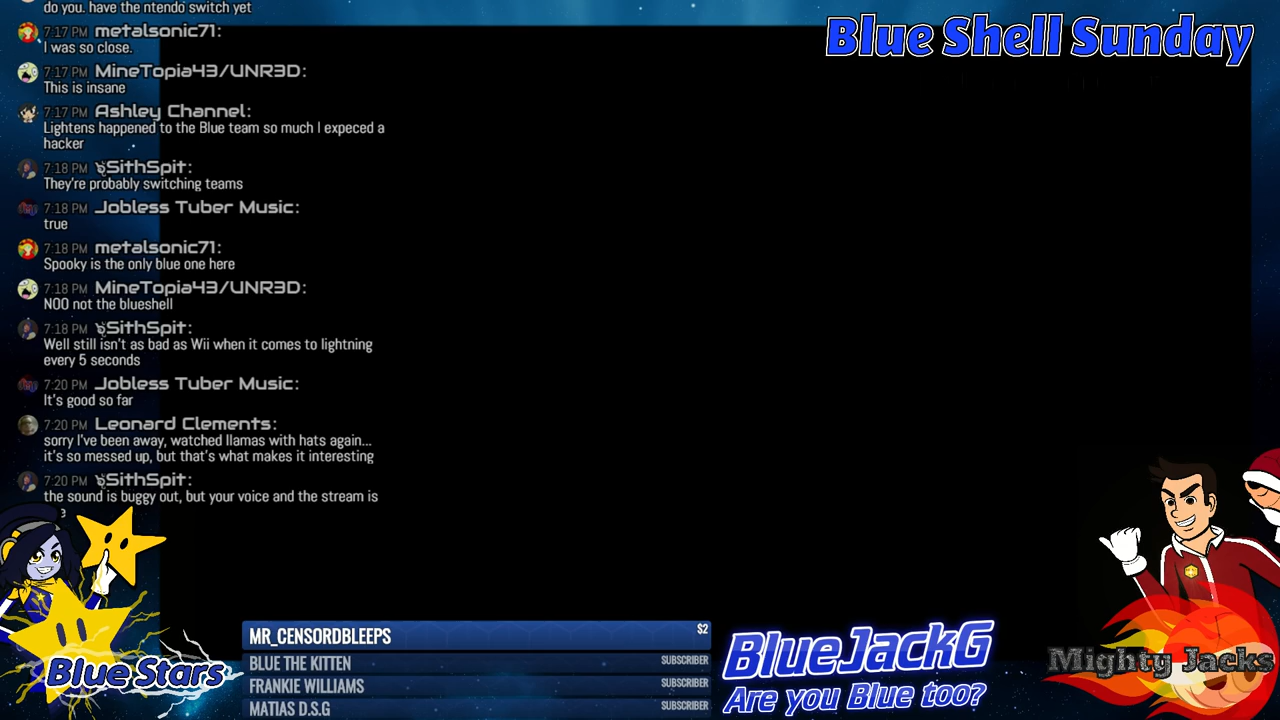 do you. have the ntendo switch yet
Blue Shell Sunday
7:17 PM metalsonic71:
I was so close.
7:17 PM MineTopia43/UNR3D:
This is insane
7:17 PM Ashley Channel:
Lightens happened to the Blue team so much I expeced a
hacker
7:18 PM SithSpit:
They're probably switching teams
7:18 PM Jobless Tuber Music:
true
7:18 PM metalsonic71:
Spooky is the only blue one here
7:18 PM MineTopia43/UNR3D:
NOO not the blueshell
7:18 PM SithSpit:
Well still isn't as bad as Wii when it comes to lightning
every 5 seconds
7:20 PM Jobless Tuber Music:
It's good so far
7:20 PM Leonard Clements:
sorry I've been away, watched llamas with hats again...
it's so messed up, but that's what makes it interesting
7:20 PM SithSpit:
the sound is buggy out, but your voice and the stream is
Blue Stars
MR_CENSORDBLEEPS $2
BLUE THE KITTEN SUBSCRIBER
FRANKIE WILLIAMS SUBSCRIBER
MATIAS D.S.G SUBSCRIBER
BlueJackG
Are you Blue too?
Mighty Jacks